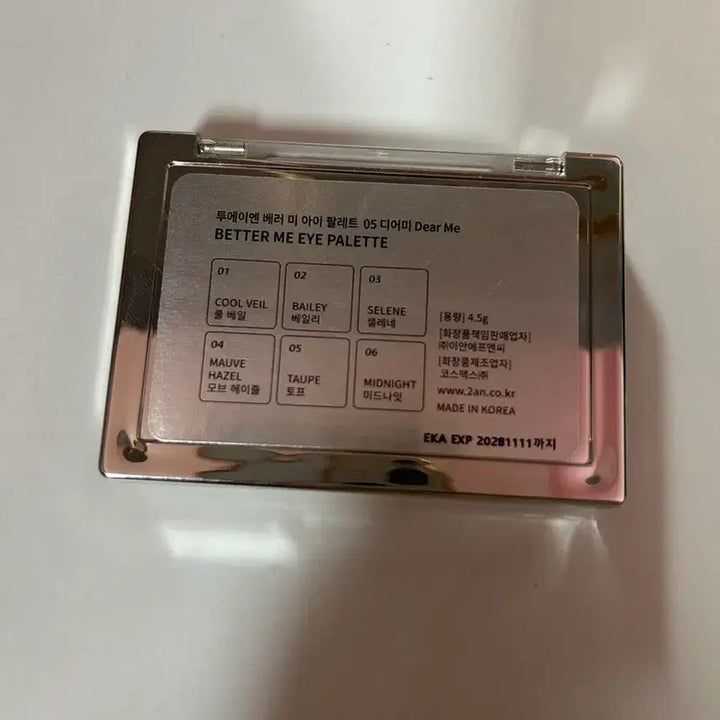 투에이엔 베러 미 아이 팔레트 05 디어미 Dear Me
BETTER ME EYE PALETTE
01
COOL VEIL
쿨 베일
02
BAILEY
베일리
03
SELENE
셀레네
04
MAUVE
HAZEL
모브 헤이즐
05
TAUPE
토프
06
MIDNIGHT
미드나잇
[용량] 4.5g
[화장품책임판매업자]
㈜이안에프엔씨
[화장품제조업자]
코스맥스㈜
www.2an.co.kr
MADE IN KOREA
EKA EXP 20281111까지